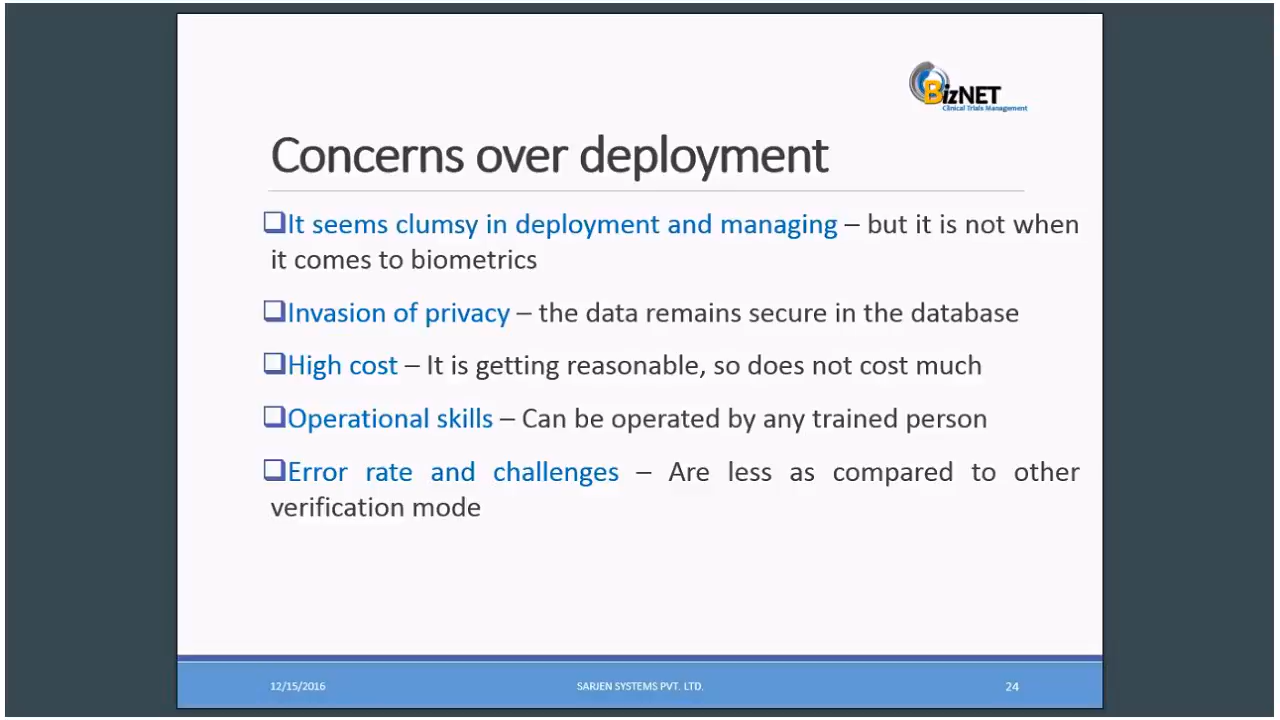 BizNET
Clinical Trials Management
Concerns over deployment
It seems clumsy in deployment and managing – but it is not when
it comes to biometrics
Invasion of privacy – the data remains secure in the database
High cost – It is getting reasonable, so does not cost much
Operational skills – Can be operated by any trained person
Error rate and challenges – Are less as compared to other
verification mode
12/15/2016
SARJEN SYSTEMS PVT. LTD.
24